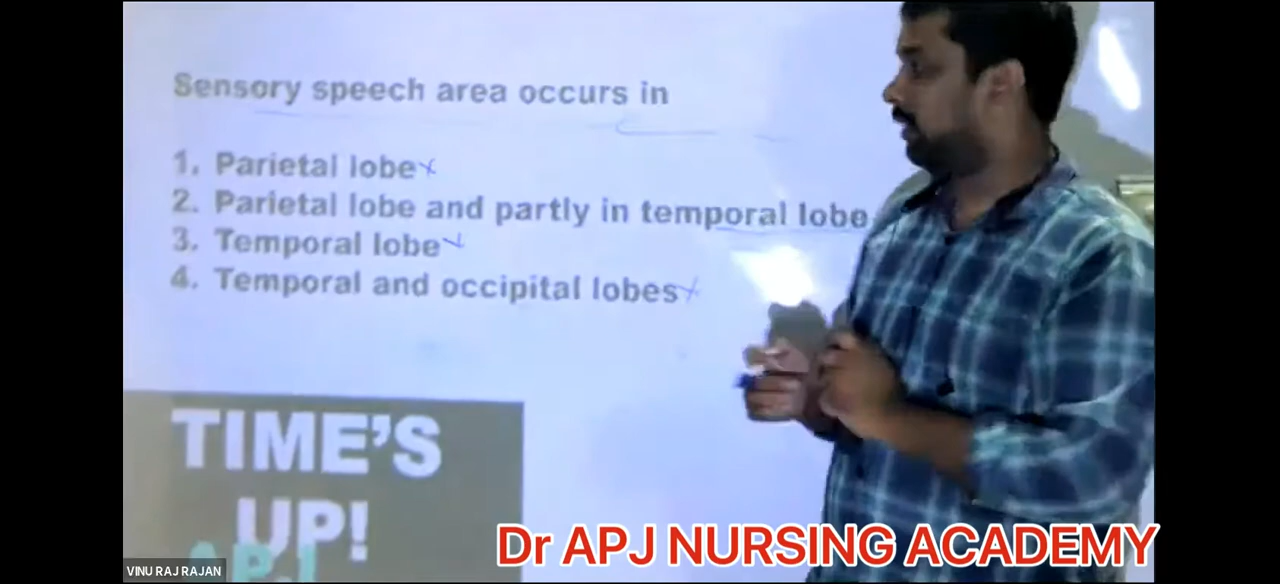 Sensory speech area occurs in
1. Parietal lobe
2. Parietal lobe and partly in temporal lobe
3. Temporal lobe
4. Temporal and occipital lobes
TIME'S
UP!
APJ
Dr APJ NURSING ACADEMY
VINU RAJ RAJAN